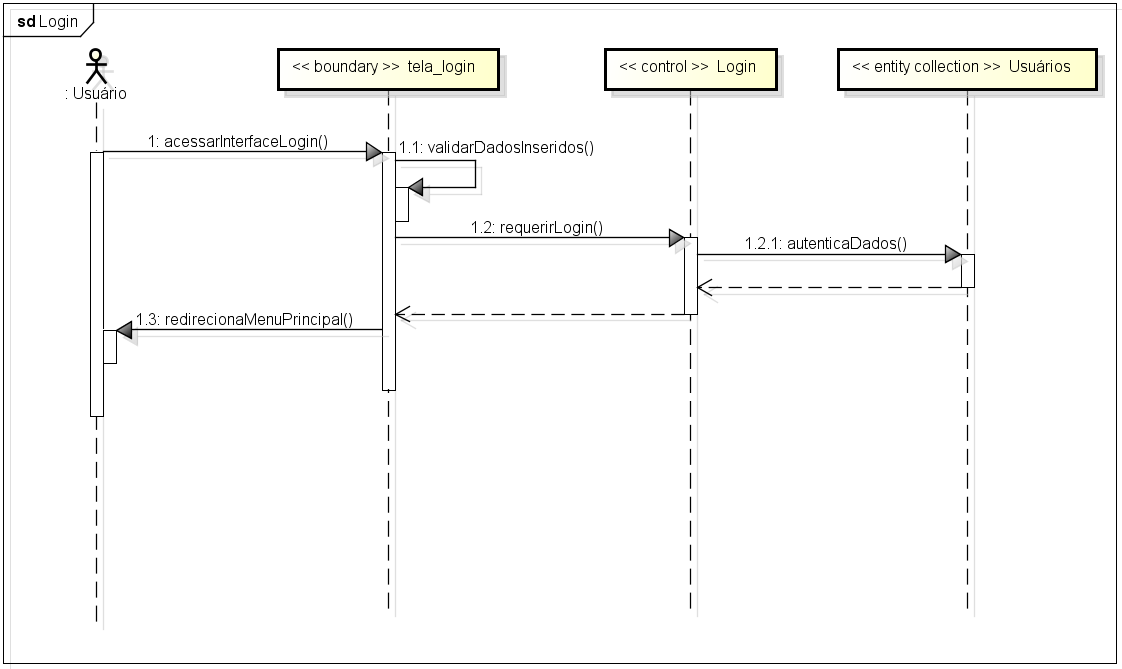 sd Login
: Usuário
<< boundary >> tela_login
<< control >> Login
<< entity collection >> Usuários
1: acessarInterfaceLogin()
1.1: validarDadosInseridos()
1.2: requerirLogin()
1.2.1: autenticaDados()
1.3: redirecionaMenuPrincipal()